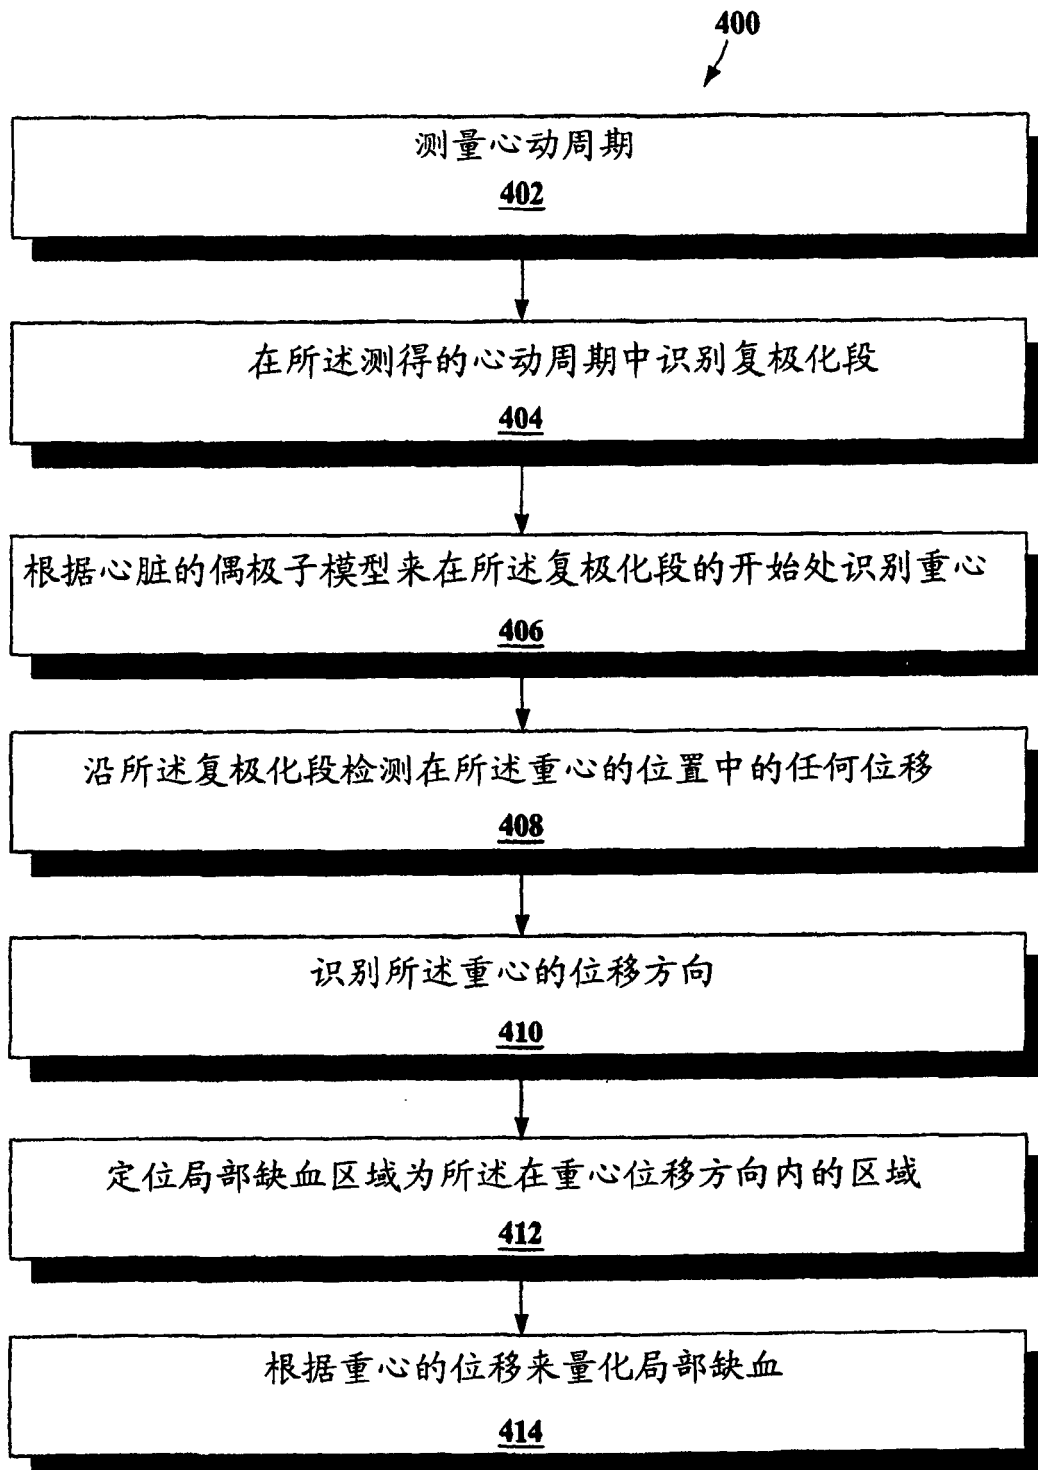 400
测量心动周期
402
在所述测得的心动周期中识别复极化段
404
根据心脏的偶极子模型来在所述复极化段的开始处识别重心
406
沿所述复极化段检测在所述重心的位置中的任何位移
408
识别所述重心的位移方向
410
定位局部缺血区域为所述在重心位移方向内的区域
412
根据重心的位移来量化局部缺血
414